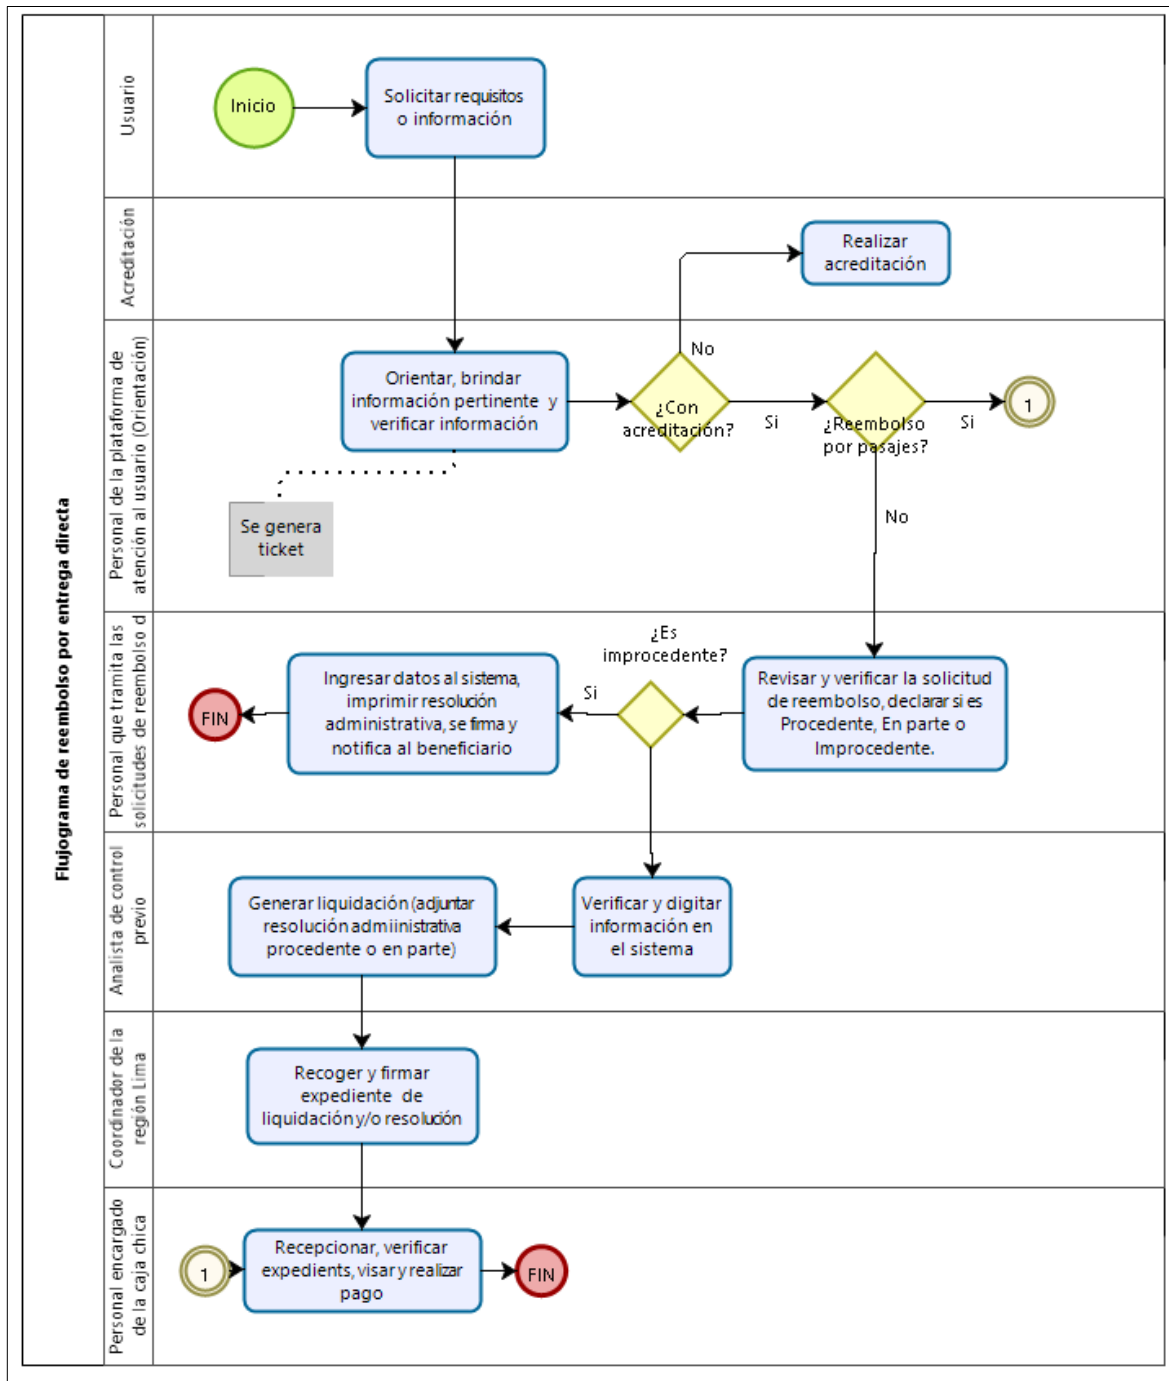 Flujograma de reembolso por entrega directa
Usuario
Inicio
Solicitar requisitos
o información
Acreditación
Realizar
acreditación
Personal de la plataforma de
atención al usuario (Orientación)
Orientar, brindar
información pertinente y
verificar información
Se genera
ticket
¿Con
acreditación?
No
Si
¿Reembolso
por pasajes?
Si
1
No
Personal que tramita las
solicitudes de reembolso d
Revisar y verificar la solicitud
de reembolso, declarar si es
Procedente, En parte o
Improcedente.
¿Es
improcedente?
Si
Ingresar datos al sistema,
imprimir resolución
administrativa, se firma y
notifica al beneficiario
FIN
Analista de control
previo
Verificar y digitar
información en
el sistema
Generar liquidación (adjuntar
resolución admiinistrativa
procedente o en parte)
Coordinador de la
región Lima
Recoger y firmar
expediente de
liquidación y/o resolución
Personal encargado
de la caja chica
1
Recepcionar, verificar
expedients, visar y realizar
pago
FIN